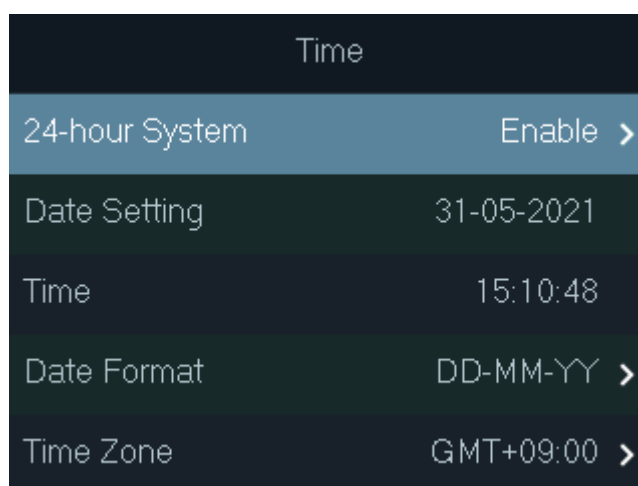 Time
24-hour System Enable >
Date Setting 31-05-2021
Time 15:10:48
Date Format DD-MM-YY >
Time Zone GMT+09:00 >